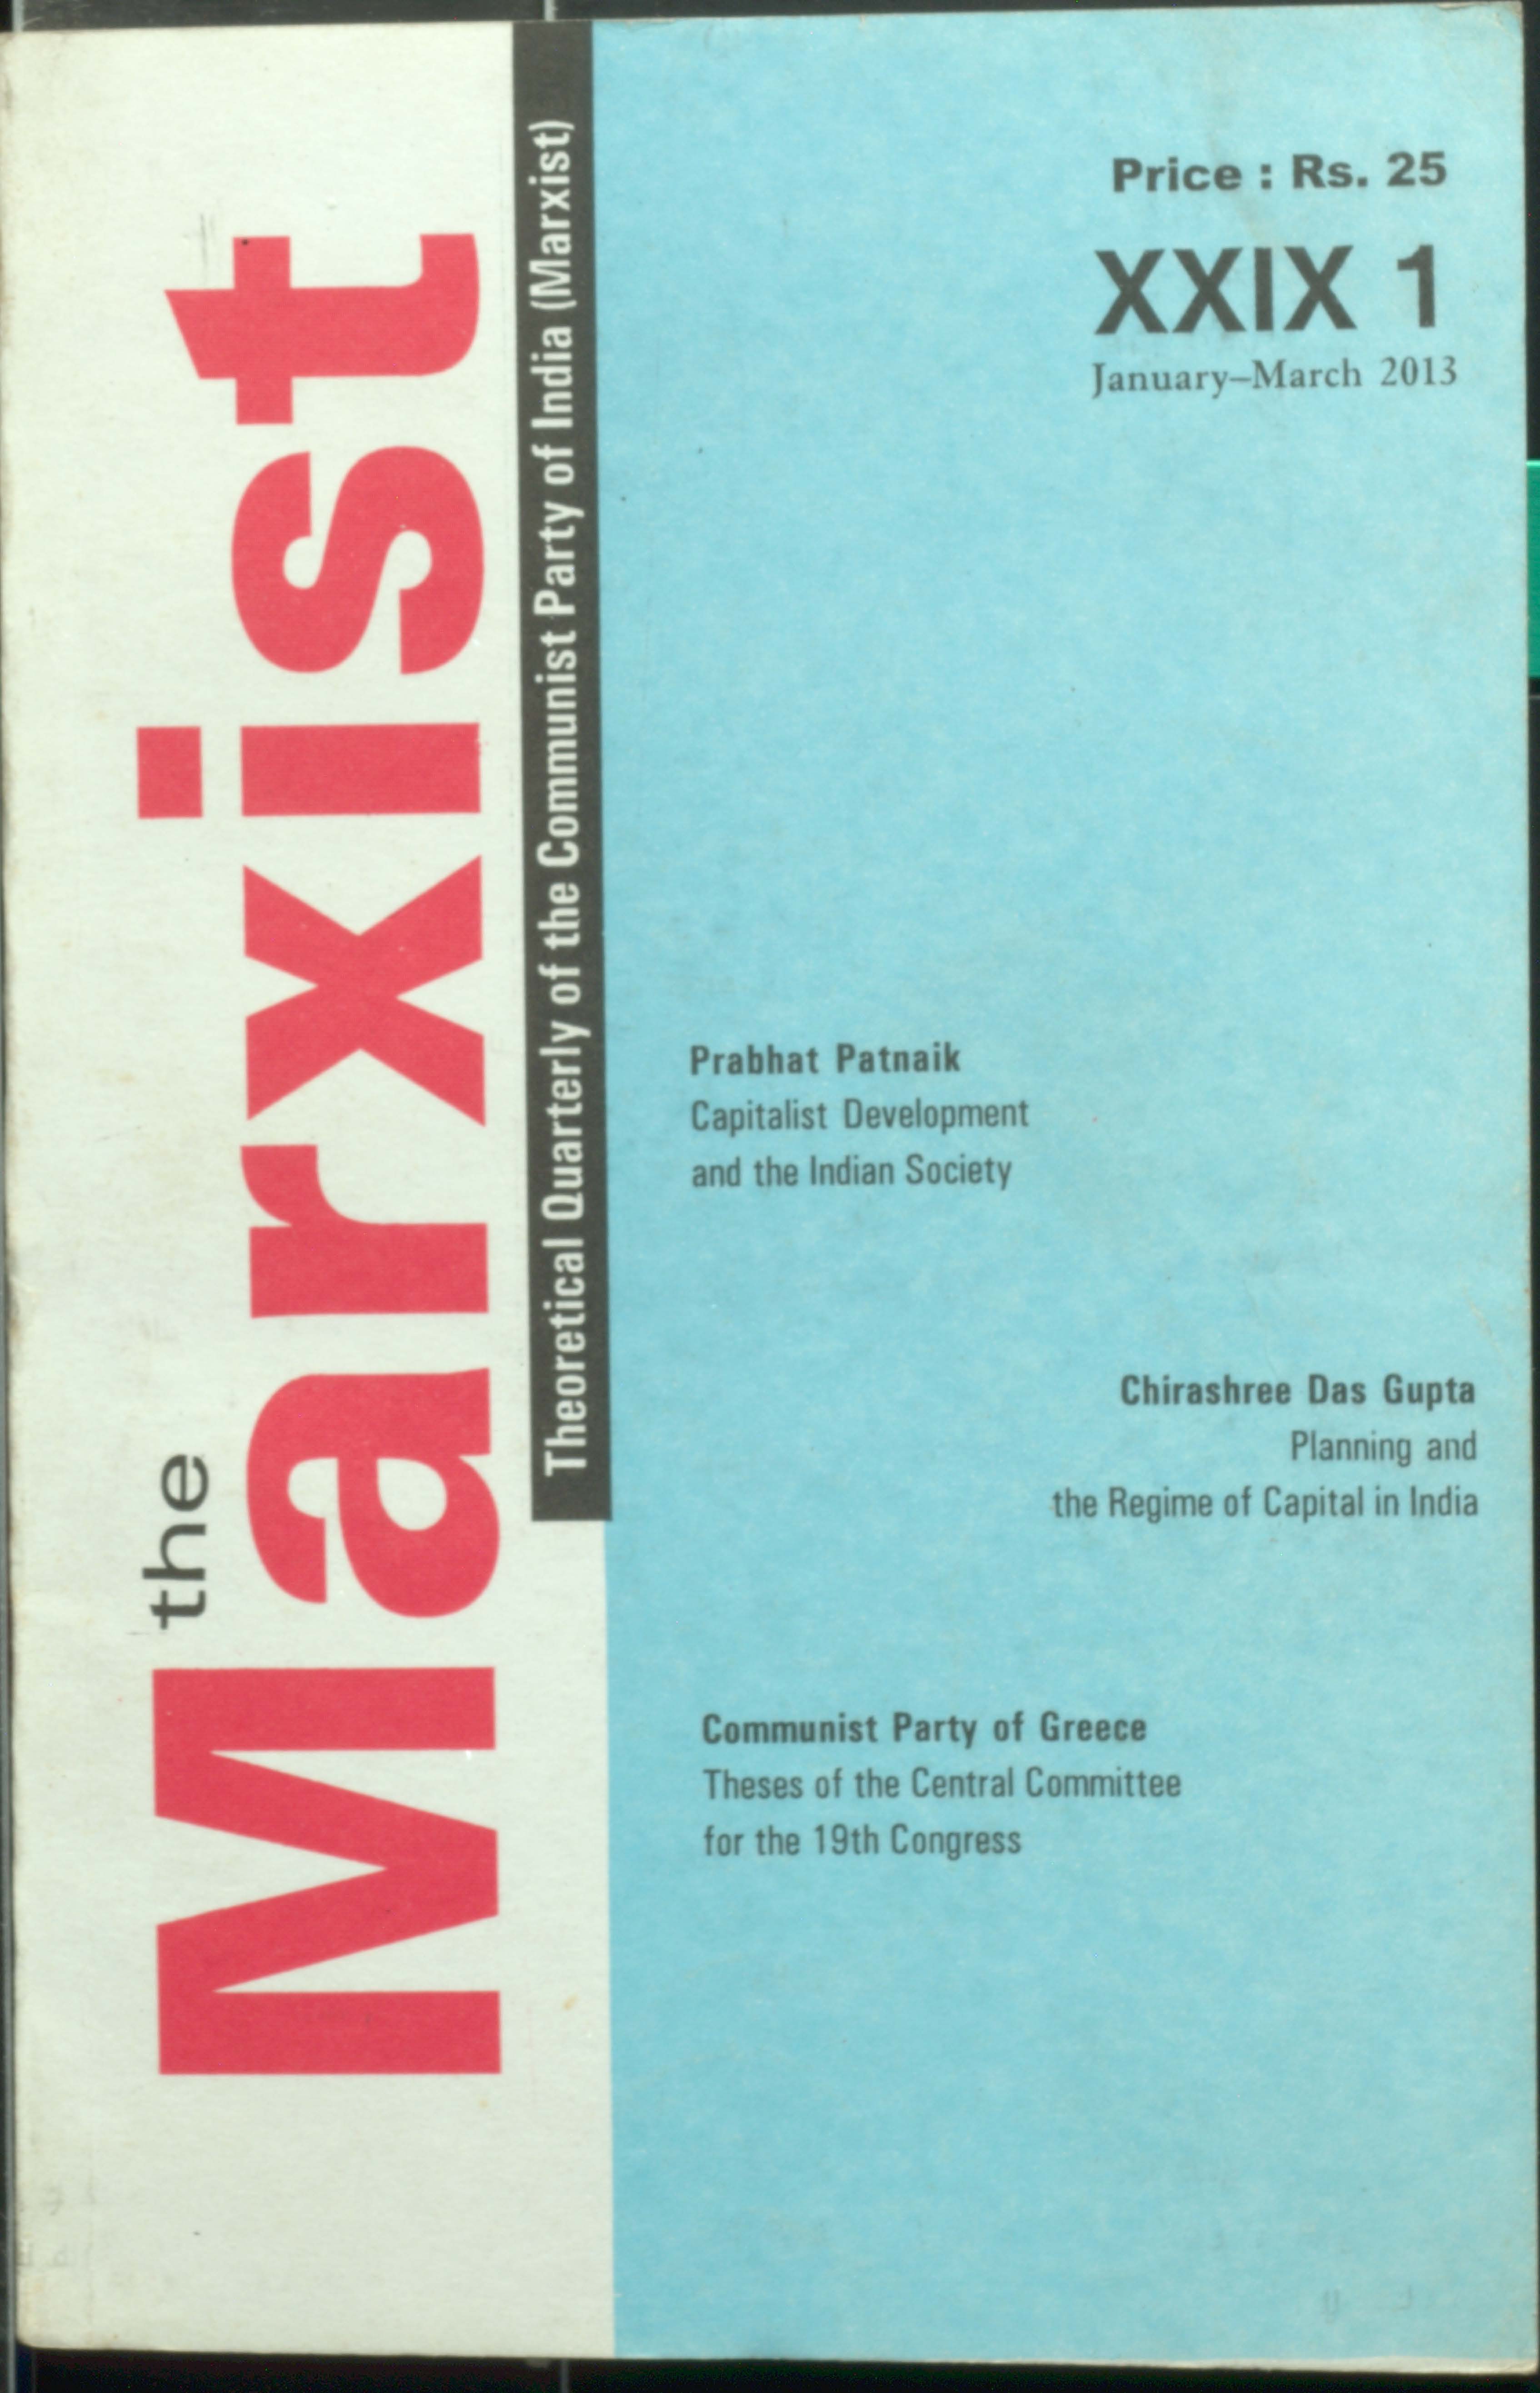 the
Marxist
Theoretical Quarterly of the Communist Party of India (Marxist)
Price : Rs. 25
XXIX 1
January–March 2013
Prabhat Patnaik
Capitalist Development
and the Indian Society
Chirashree Das Gupta
Planning and
the Regime of Capital in India
Communist Party of Greece
Theses of the Central Committee
for the 19th Congress